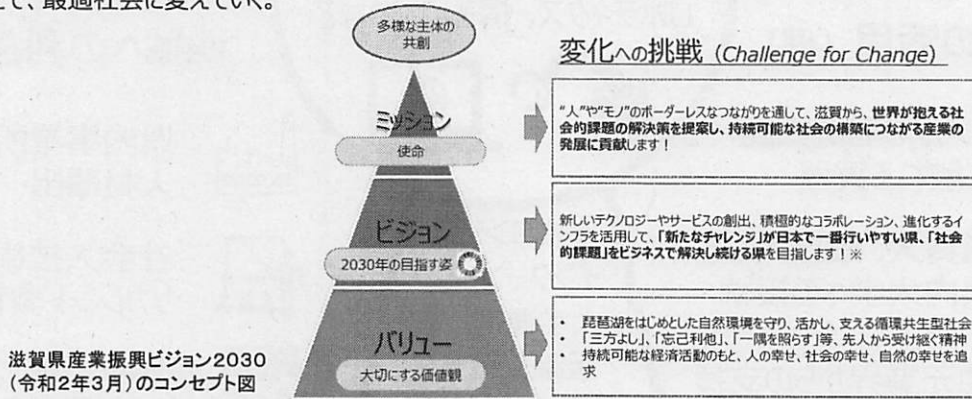 て、最適社会に変えていく。
多様な主体の
共創
変化への挑戦（Challenge for Change）
ミッション
使命
“人”や“モノ”のボーダーレスなつながりを通して、滋賀から、世界が抱える社
会的課題の解決策を提案し、持続可能な社会の構築につながる産業の
発展に貢献します！
ビジョン
2030年の目指す姿
新しいテクノロジーやサービスの創出、積極的なコラボレーション、進化するイ
ンフラを活用して、「新たなチャレンジ」が日本で一番行いやすい県、「社会
的課題」をビジネスで解決し続ける県を目指します！※
バリュー
大切にする価値観
・ 琵琶湖をはじめとした自然環境を守り、活かし、支える循環共生型社会
・ 「三方よし」、「忘己利他」、「一隅を照らす」等、先人から受け継ぐ精神
・ 持続可能な経済活動のもと、人の幸せ、社会の幸せ、自然の幸せを追
求
滋賀県産業振興ビジョン2030
（令和2年3月）のコンセプト図